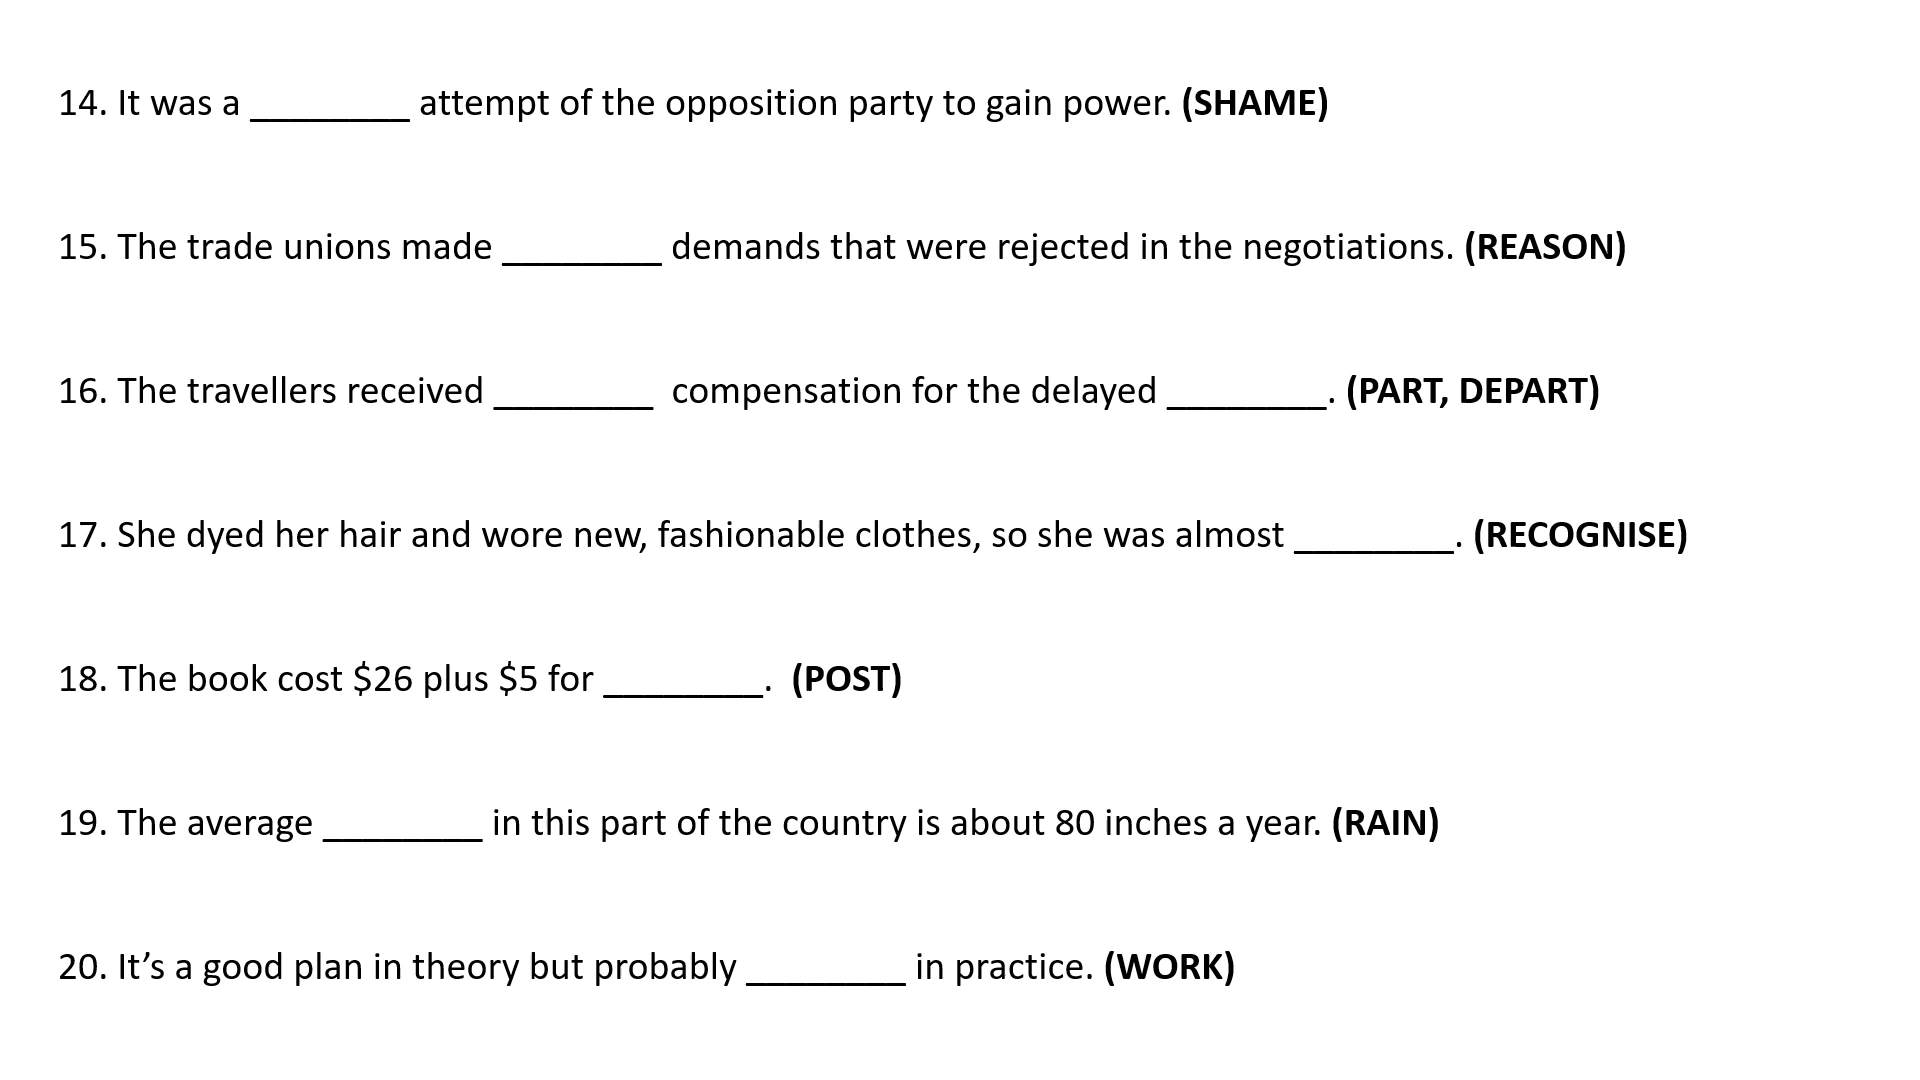 14. It was a ________ attempt of the opposition party to gain power. (SHAME)
15. The trade unions made ________ demands that were rejected in the negotiations. (REASON)
16. The travellers received ________  compensation for the delayed ________. (PART, DEPART)
17. She dyed her hair and wore new, fashionable clothes, so she was almost ________. (RECOGNISE)
18. The book cost $26 plus $5 for ________.  (POST)
19. The average ________ in this part of the country is about 80 inches a year. (RAIN)
20. It’s a good plan in theory but probably ________ in practice. (WORK)